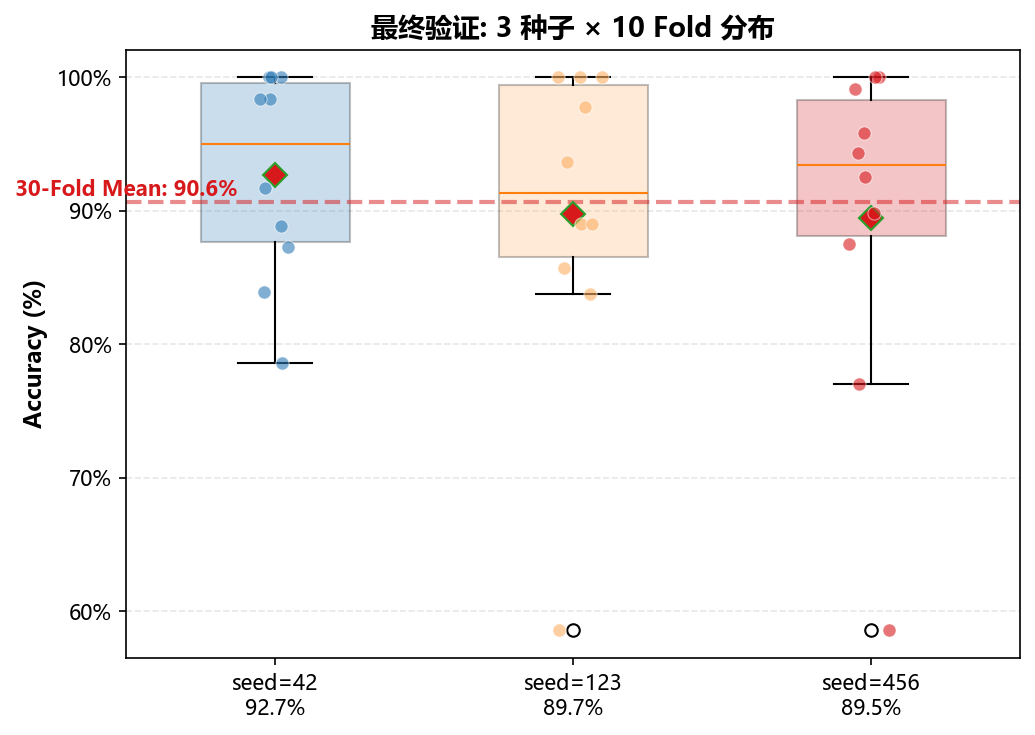 最终验证: 3 种子 × 10 Fold 分布
Accuracy (%)
100%
90%
80%
70%
60%
30-Fold Mean: 90.6%
seed=42
92.7%
seed=123
89.7%
seed=456
89.5%